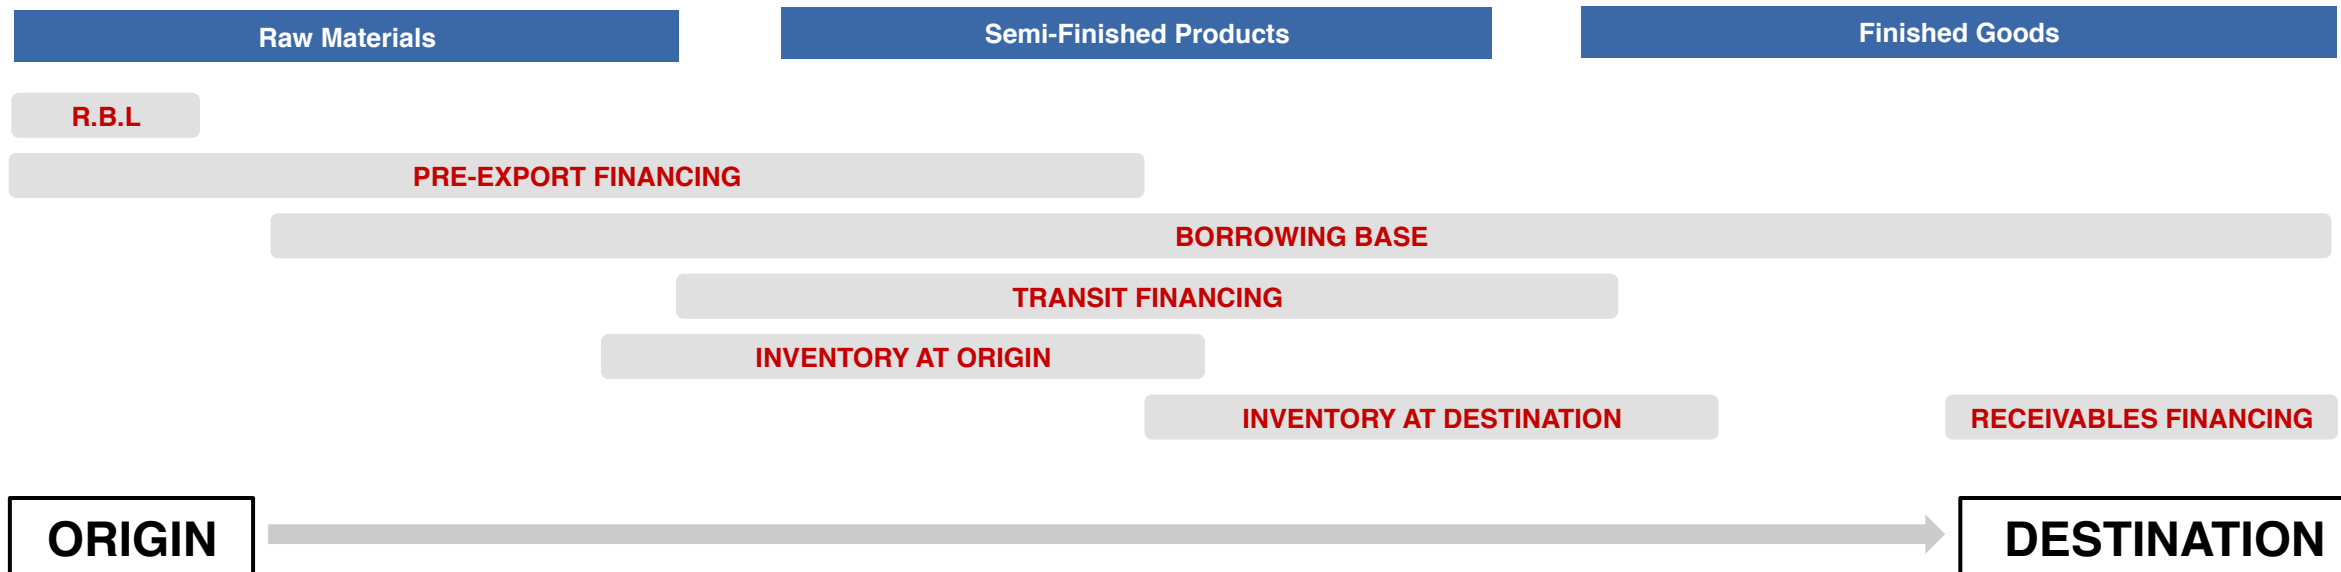 Raw Materials
Semi-Finished Products
Finished Goods
R.B.L
PRE-EXPORT FINANCING
BORROWING BASE
TRANSIT FINANCING
INVENTORY AT ORIGIN
INVENTORY AT DESTINATION
RECEIVABLES FINANCING
ORIGIN
DESTINATION